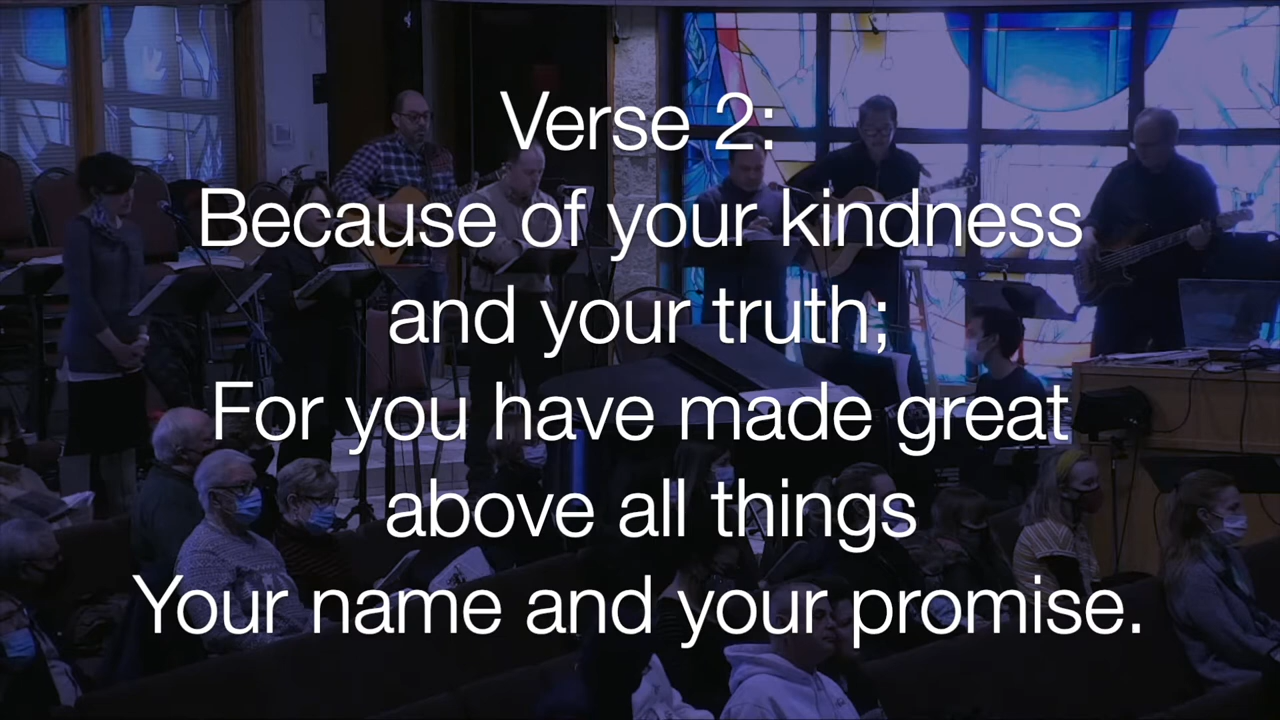 Verse 2:
Because of your kindness
and your truth;
For you have made great
above all things
Your name and your promise.